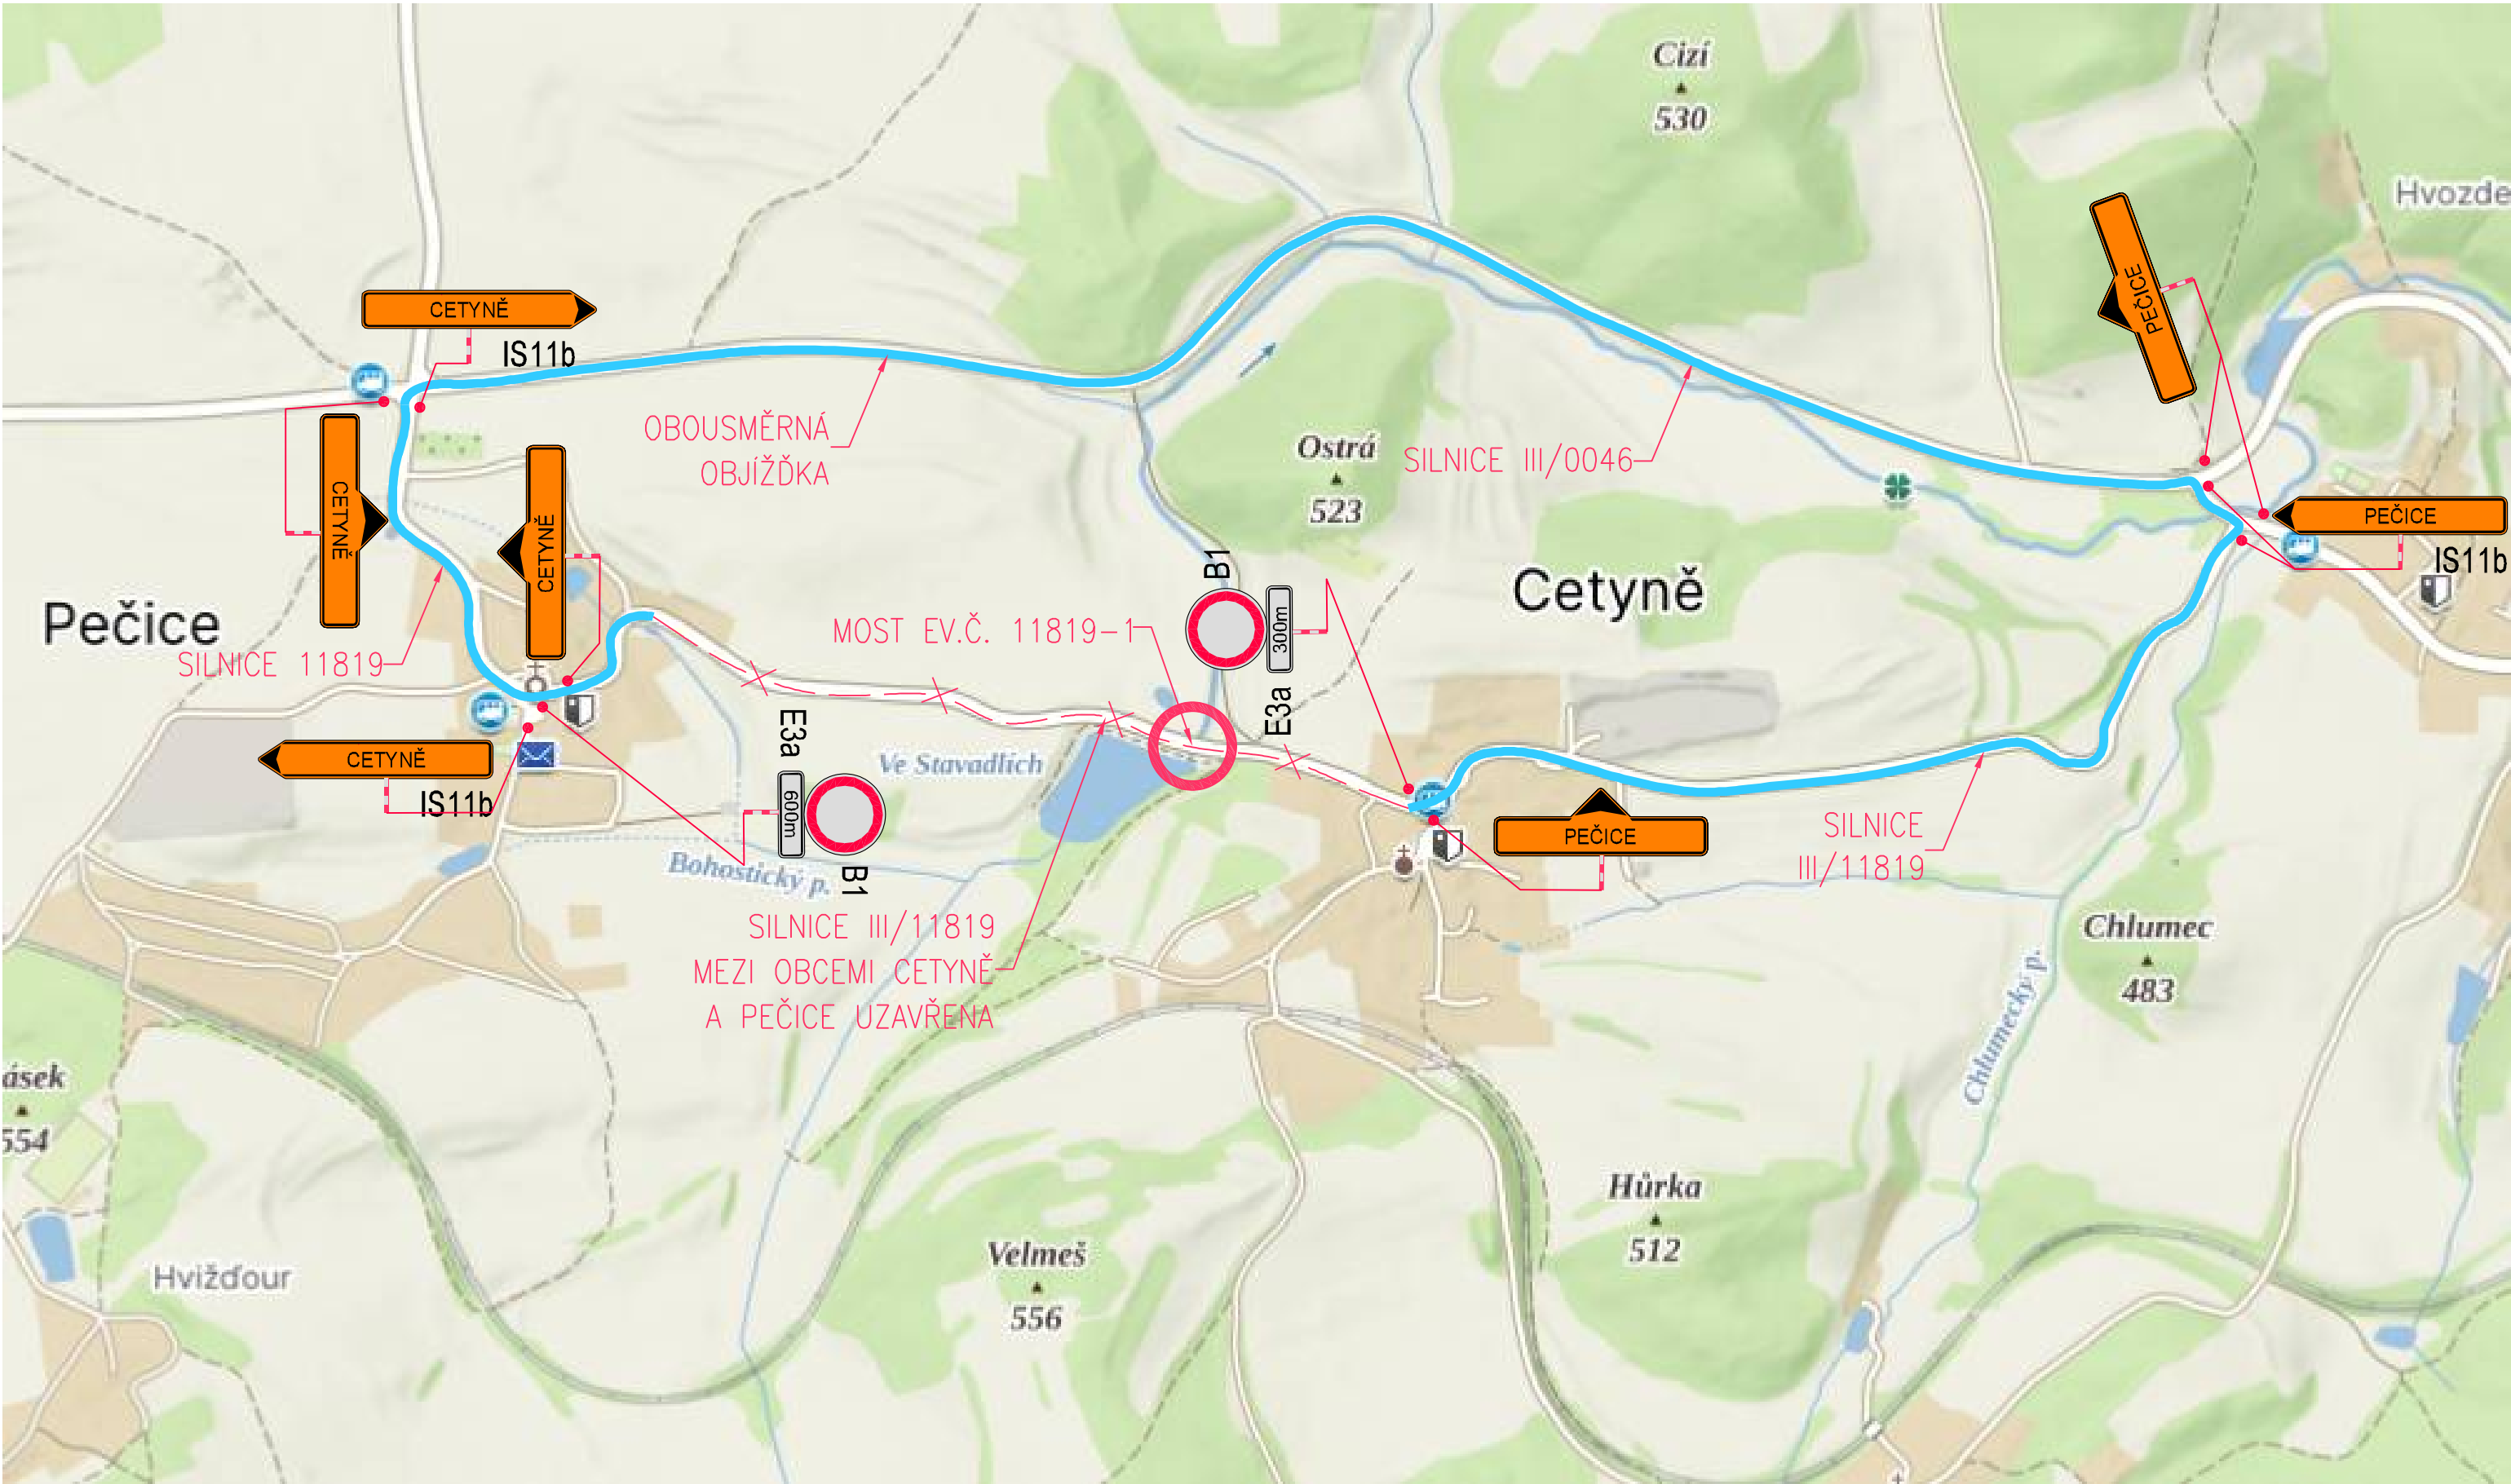 Cizí
530
Hvozde
PEČICE
CETYNĚ
IS11b
OBOUSMĚRNÁ
OBJÍŽĎKA
Ostrá
523
SILNICE III/0046
CETYNĚ
CETYNĚ
PEČICE
IS11b
B1
300m
E3a
Cetyně
Pečice
SILNICE 11819
MOST EV.Č. 11819-1
CETYNĚ
IS11b
E3a
600m
B1
Ve Stavadlích
Bohostický p.
PEČICE
SILNICE
III/11819
SILNICE III/11819
MEZI OBCEMI CETYNĚ
A PEČICE UZAVŘENA
Chlumec
483
Chlumecký p.
ásek
554
Hůrka
512
Velmeš
556
Hvižďour